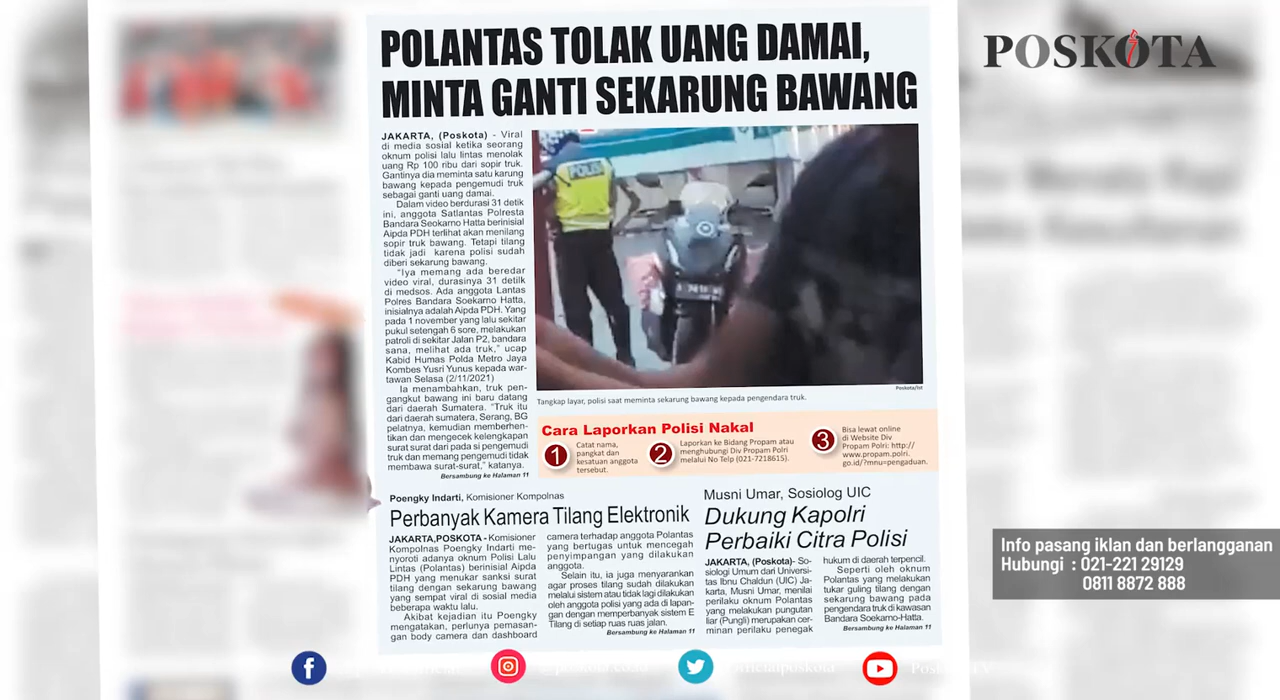 POSKOTA
POLANTAS TOLAK UANG DAMAI,
MINTA GANTI SEKARUNG BAWANG
JAKARTA, (Poskota) - Viral
di media sosial ketika seorang
oknum polisi lalu lintas menolak
uang Rp 100 ribu dari sopir truk.
Gantinya dia meminta satu karung
bawang kepada pengemudi truk
sebagai ganti uang damai.
Dalam video berdurasi 31 detik
ini, anggota Satlantas Polresta
Bandara Seokarno Hatta berinisial
Aipda PDH terlihat akan menilang
sopir truk bawang. Tetapi tilang
tidak jadi karena polisi sudah
diberi sekarung bawang.
"Iya memang ada beredar
video viral, durasinya 31 detilk
di medsos. Ada anggota Lantas
Polres Bandara Soekarno Hatta,
inisialnya adalah Aipda PDH. Yang
pada 1 november yang lalu sekitar
pukul setengah 6 sore, melakukan
patroli di sekitar Jalan P2, bandara
sana, melihat ada truk," ucap
Kabid Humas Polda Metro Jaya
Kombes Yusri Yunus kepada war-
tawan Selasa (2/11/2021)
Ia menambahkan, truk pen-
gangkut bawang ini baru datang
dari daerah Sumatera. "Truk itu
dari daerah sumatera, Serang, BG
pelatnya, kemudian memberhen-
tikan dan mengecek kelengkapan
surat surat dari pada si pengemudi
truk dan memang pengemudi tidak
membawa surat-surat," katanya.
Bersambung ke Halaman 11
POLISI
Poskota/Ist
Tangkap layar, polisi saat meminta sekarung bawang kepada pengendara truk.
Cara Laporkan Polisi Nakal
1
Catat nama,
pangkat dan
kesatuan anggota
tersebut.
2
Laporkan ke Bidang Propam atau
menghubungi Div Propam Polri
melalui No Telp (021-7218615).
3
Bisa lewat online
di Website Div
Propam Polri: http://
www.propam.polri.
go.id/?mnu=pengaduan.
Poengky Indarti, Komisioner Kompolnas
Perbanyak Kamera Tilang Elektronik
JAKARTA,POSKOTA - Komisioner
Kompolnas Poengky Indarti me-
nyoroti adanya oknum Polisi Lalu
Lintas (Polantas) berinisial Aipda
PDH yang menukar sanksi surat
tilang dengan sekarung bawang
yang sempat viral di sosial media
beberapa waktu lalu.
Akibat kejadian itu Poengky
mengatakan, perlunya pemasan-
gan body camera dan dashboard
camera terhadap anggota Polantas
yang bertugas untuk mencegah
penyimpangan yang dilakukan
anggota.
Selain itu, ia juga menyarankan
agar proses tilang sudah dilakukan
melalui sistem atau tidak lagi dilakukan
oleh anggota polisi yang ada di lapan-
gan dengan memperbanyak sistem E
Tilang di setiap ruas ruas jalan.
Bersambung ke Halaman 11
Musni Umar, Sosiolog UIC
Dukung Kapolri
Perbaiki Citra Polisi
JAKARTA, (Poskota)- So-
siologi Umum dari Universi-
tas Ibnu Chaldun (UIC) Ja-
karta, Musni Umar, menilai
perilaku oknum Polantas
yang melakukan pungutan
liar (Pungli) merupakan cer-
minan perilaku penegak
hukum di daerah terpencil.
Seperti oleh oknum
Polantas yang melakukan
tukar guling tilang dengan
sekarung bawang pada
pengendara truk di kawasan
Bandara Soekarno-Hatta.
Bersambung ke Halaman 11
Info pasang iklan dan berlangganan
Hubungi : 021-221 29129
0811 8872 888